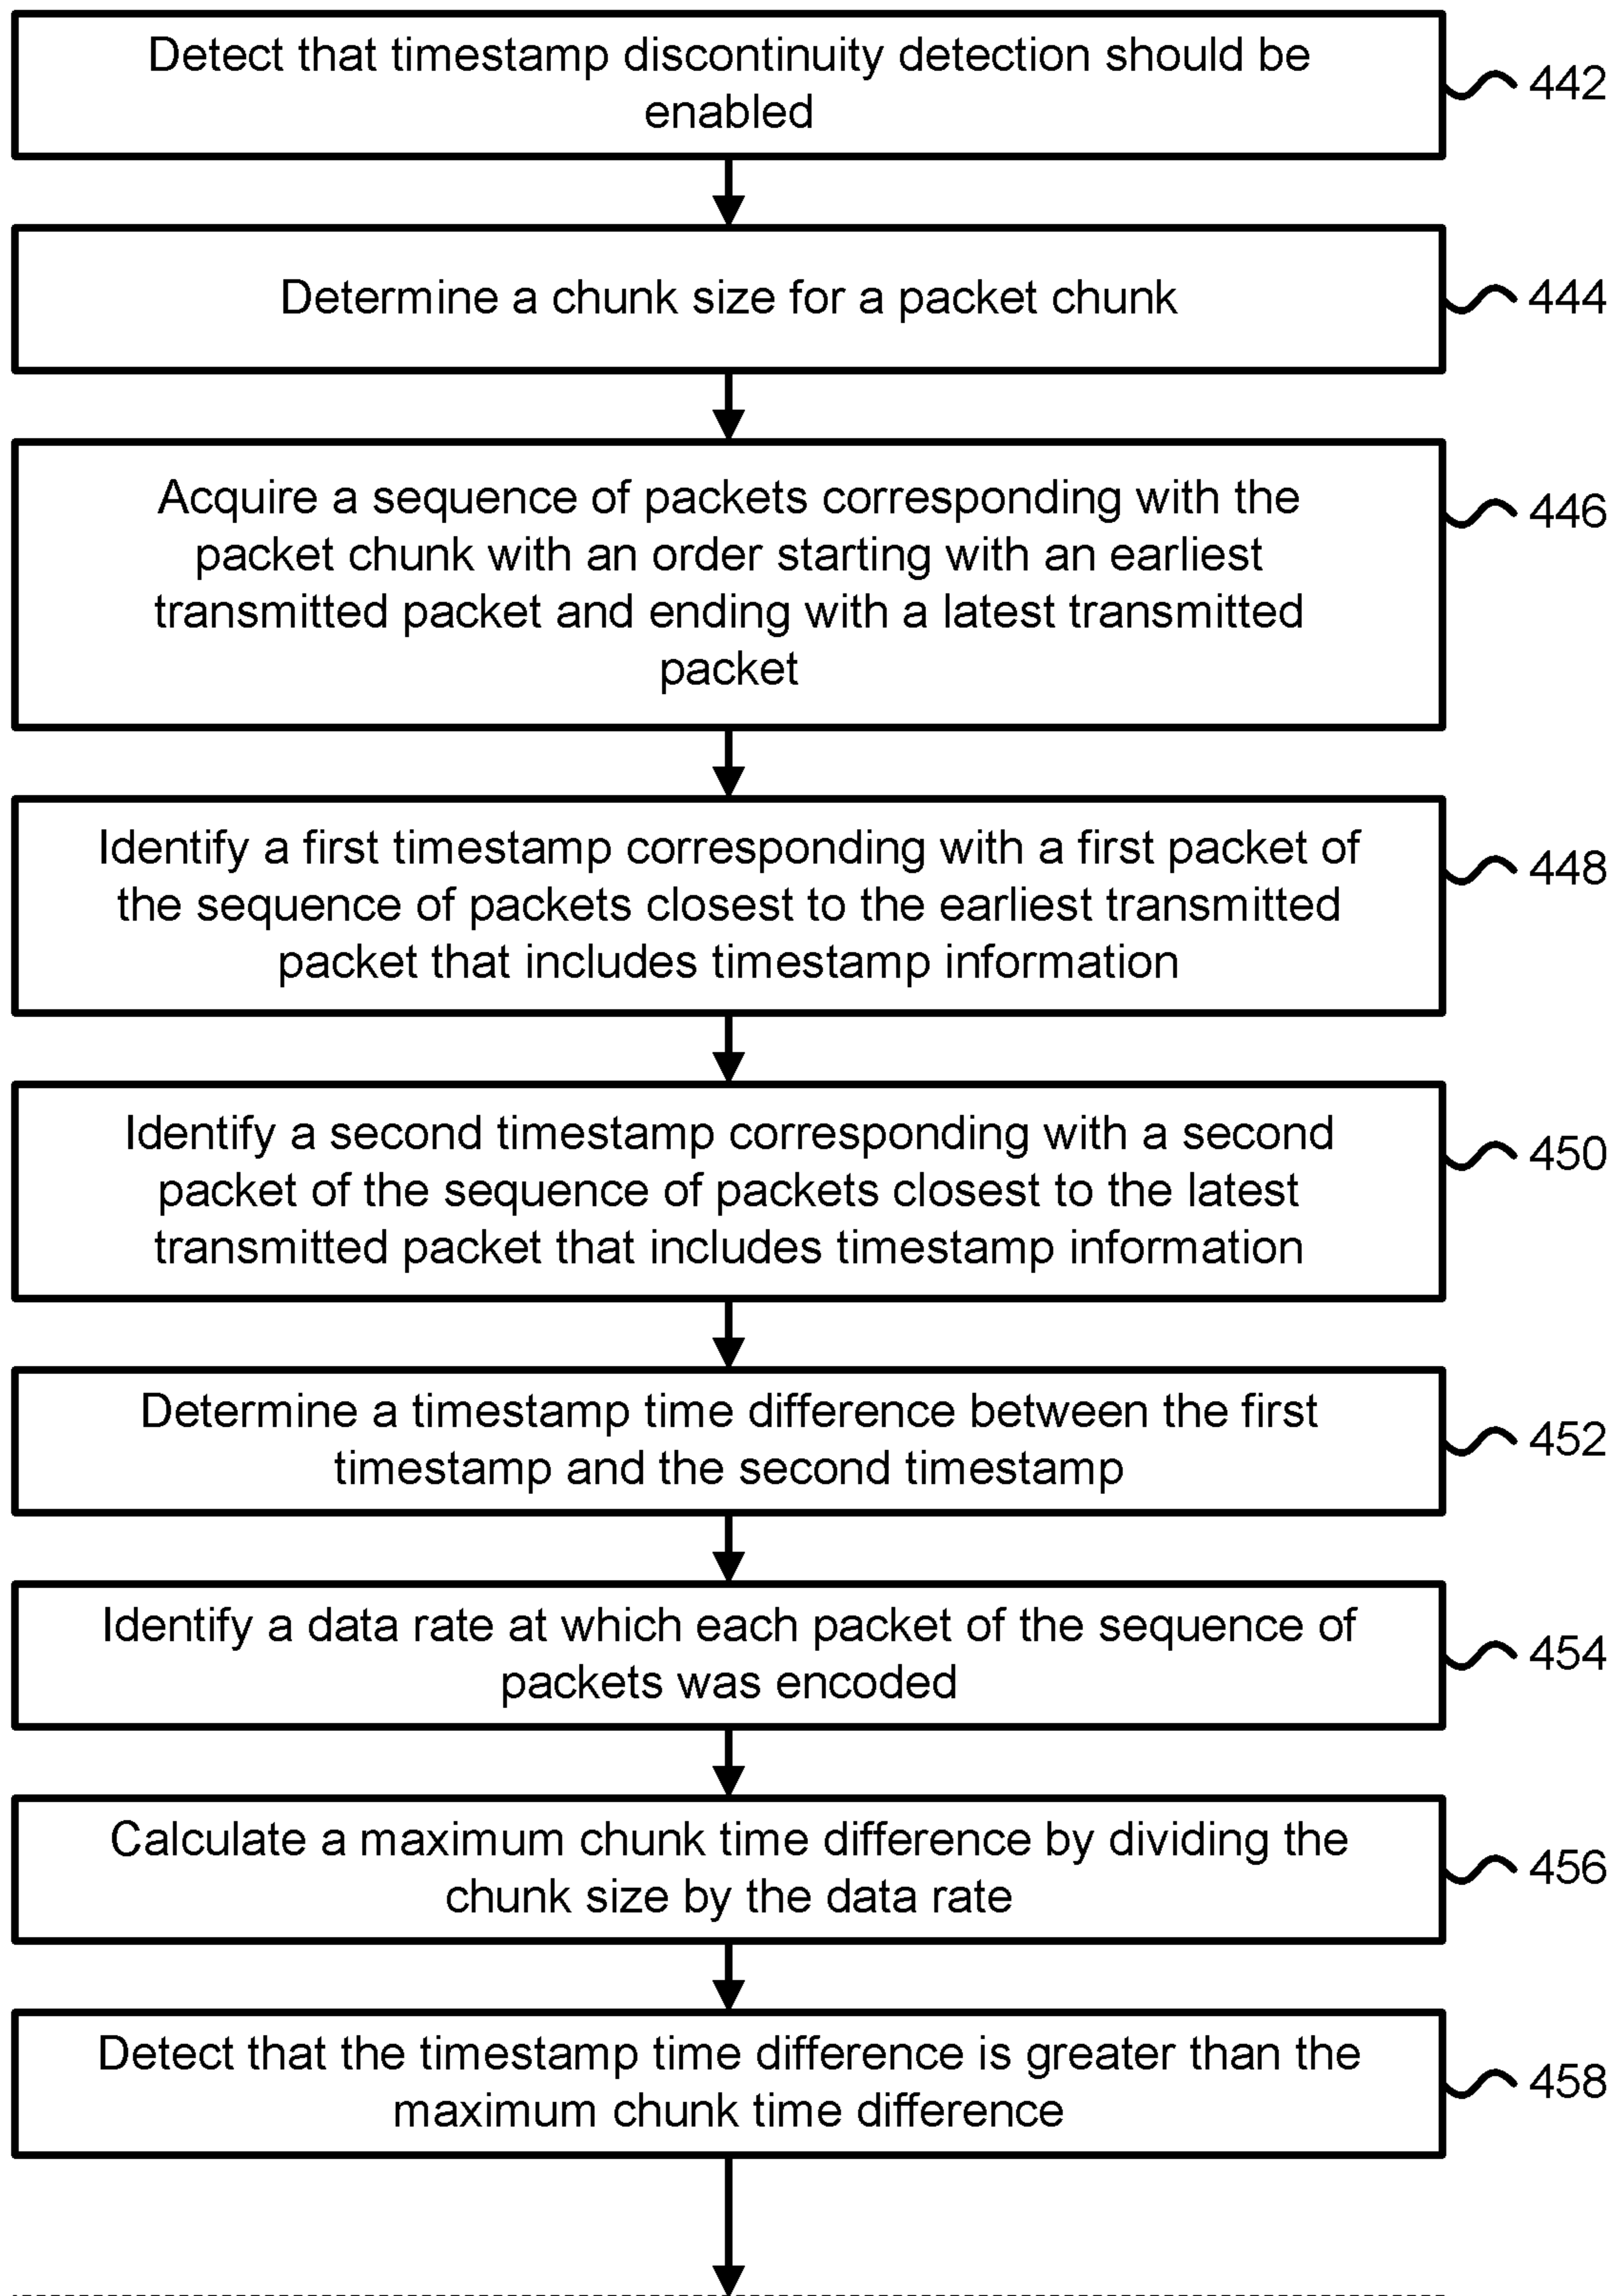 Detect that timestamp discontinuity detection should be
enabled
442
Determine a chunk size for a packet chunk
444
Acquire a sequence of packets corresponding with the
packet chunk with an order starting with an earliest
transmitted packet and ending with a latest transmitted
packet
446
Identify a first timestamp corresponding with a first packet of
the sequence of packets closest to the earliest transmitted
packet that includes timestamp information
448
Identify a second timestamp corresponding with a second
packet of the sequence of packets closest to the latest
transmitted packet that includes timestamp information
450
Determine a timestamp time difference between the first
timestamp and the second timestamp
452
Identify a data rate at which each packet of the sequence of
packets was encoded
454
Calculate a maximum chunk time difference by dividing the
chunk size by the data rate
456
Detect that the timestamp time difference is greater than the
maximum chunk time difference
458